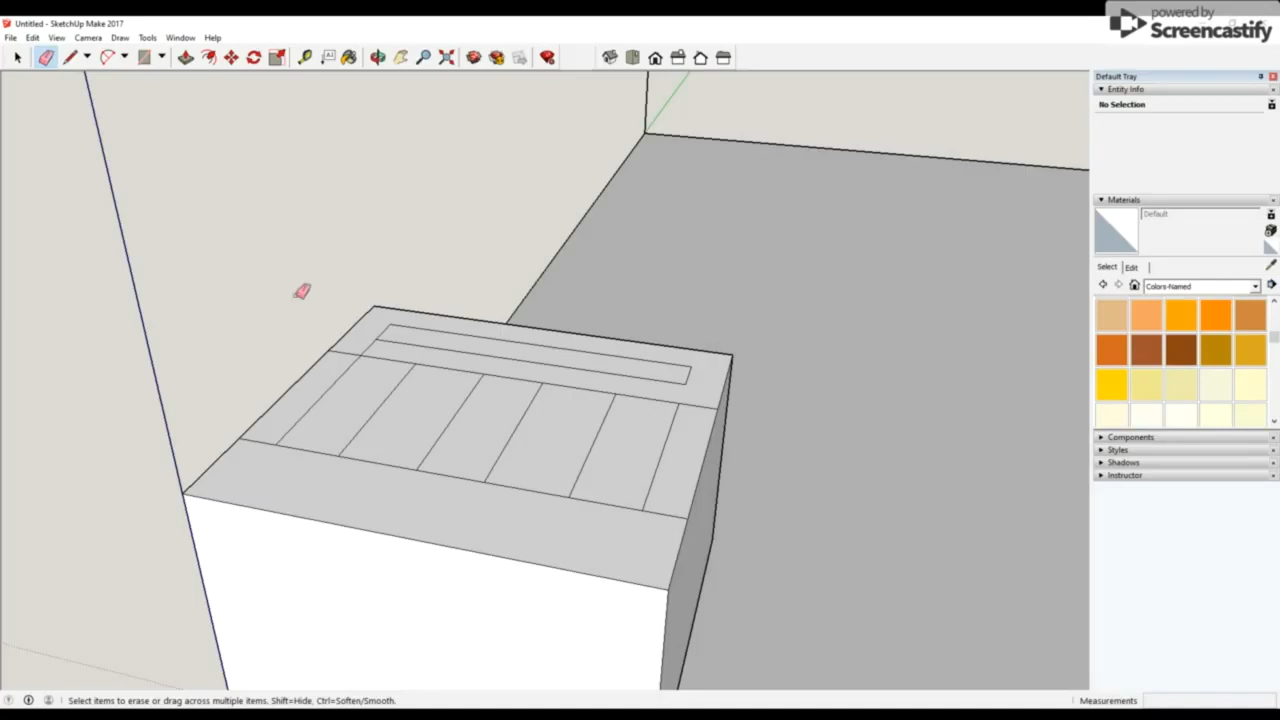 powered by
Screencastify
Untitled - SketchUp Make 2017
File Edit View Camera Draw Tools Window Help
Default Tray
Entity Info
No Selection
Materials
Default
Select Edit
Colors-Named
Components
Styles
Shadows
Instructor
Select items to erase or drag across multiple items. Shift=Hide, Ctrl=Soften/Smooth.
Measurements